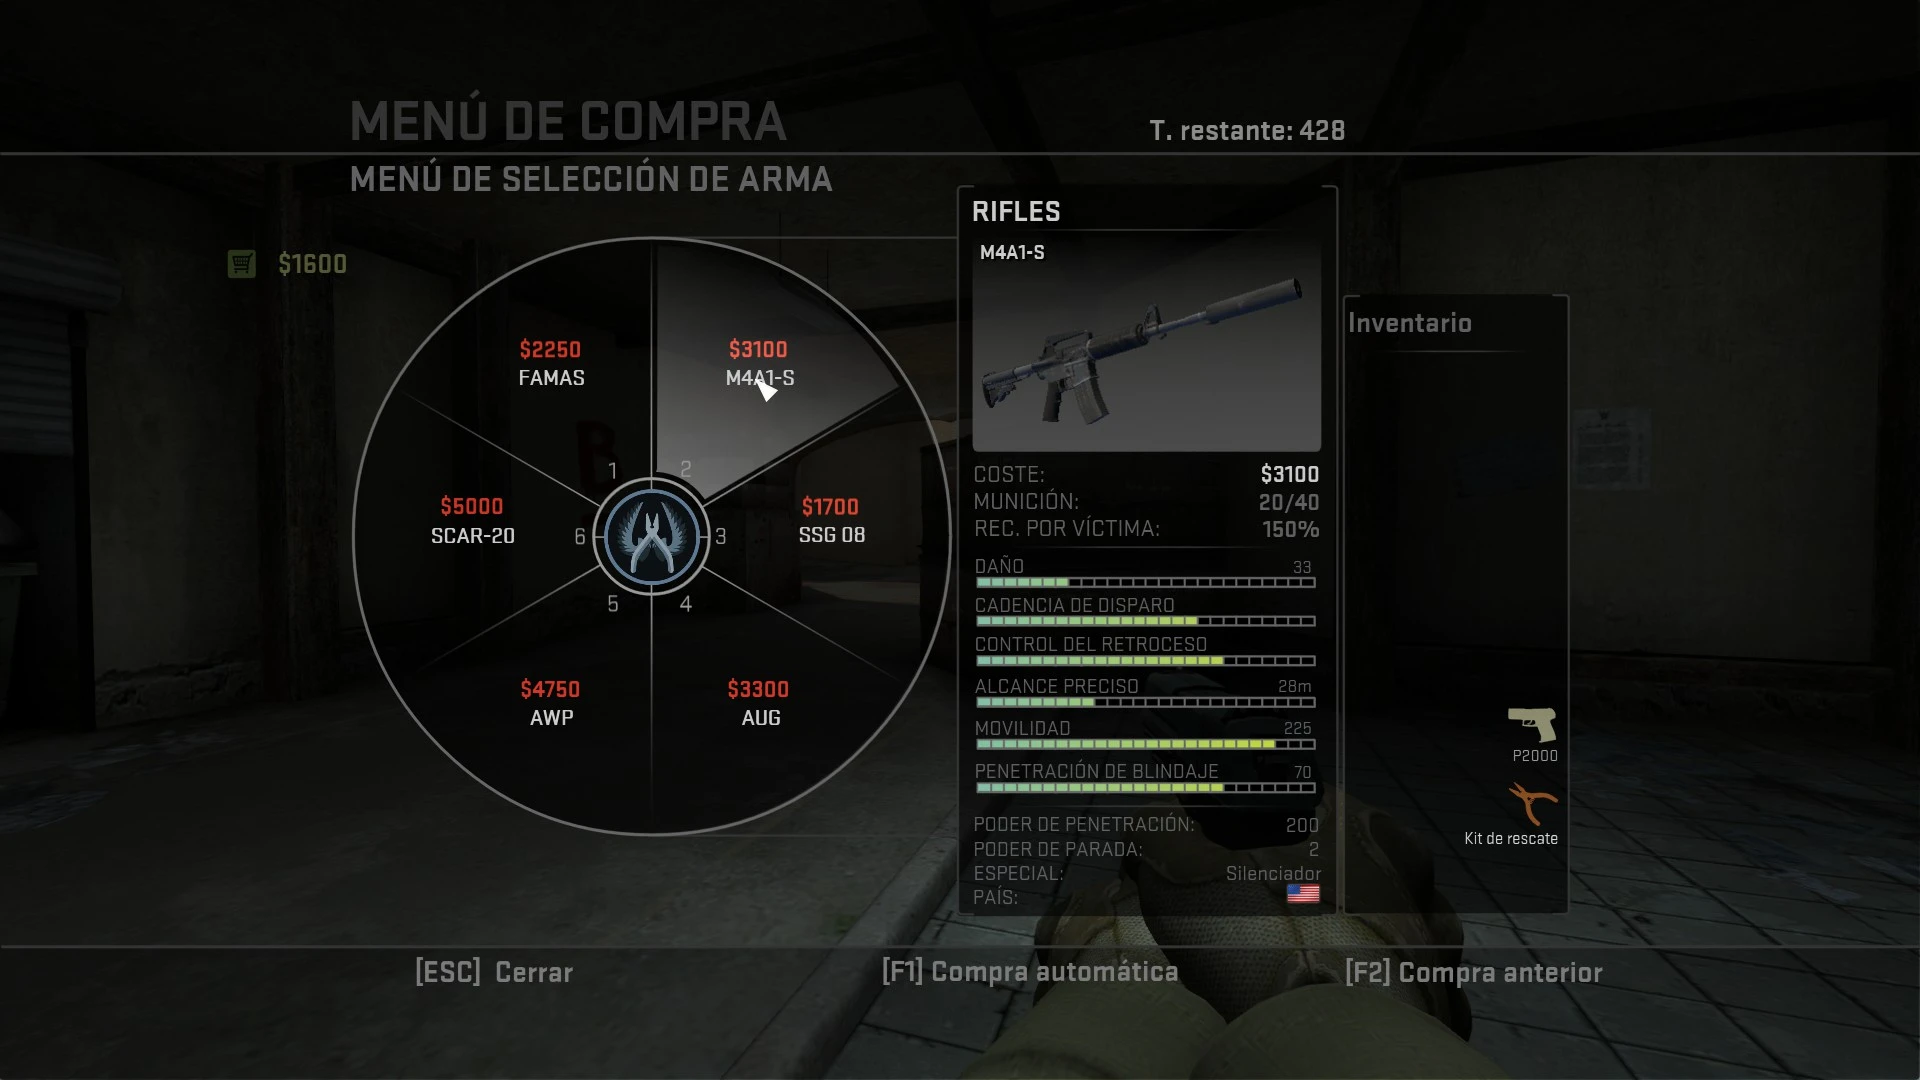 MENÚ DE COMPRA
T. restante: 428
MENÚ DE SELECCIÓN DE ARMA
$1600
$2250
FAMAS
$3100
M4A1-S
$1700
SSG 08
$3300
AUG
$4750
AWP
$5000
SCAR-20
1
2
3
4
5
6
B
RIFLES
M4A1-S
COSTE: $3100
MUNICIÓN: 20/40
REC. POR VÍCTIMA: 150%
DAÑO 33
CADENCIA DE DISPARO
CONTROL DEL RETROCESO
ALCANCE PRECISO 28m
MOVILIDAD 225
PENETRACIÓN DE BLINDAJE 70
PODER DE PENETRACIÓN: 200
PODER DE PARADA: 2
ESPECIAL: Silenciador
PAÍS:
Inventario
P2000
Kit de rescate
[ESC] Cerrar
[F1] Compra automática
[F2] Compra anterior